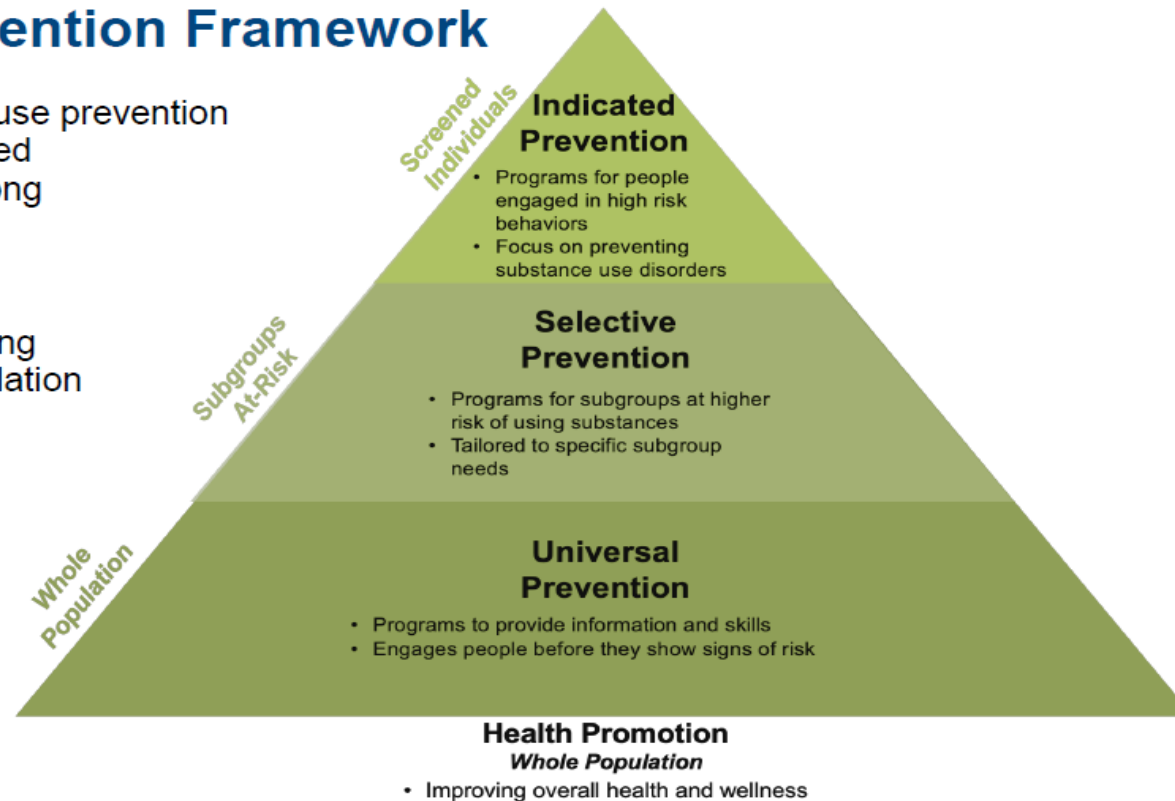 ention Framework
use prevention
ed
ong
ng
lation
Screened
Individuals
Indicated
Prevention
• Programs for people
engaged in high risk
behaviors
• Focus on preventing
substance use disorders
Subgroups
At-Risk
Selective
Prevention
• Programs for subgroups at higher
risk of using substances
• Tailored to specific subgroup
needs
Whole
Population
Universal
Prevention
• Programs to provide information and skills
• Engages people before they show signs of risk
Health Promotion
Whole Population
• Improving overall health and wellness